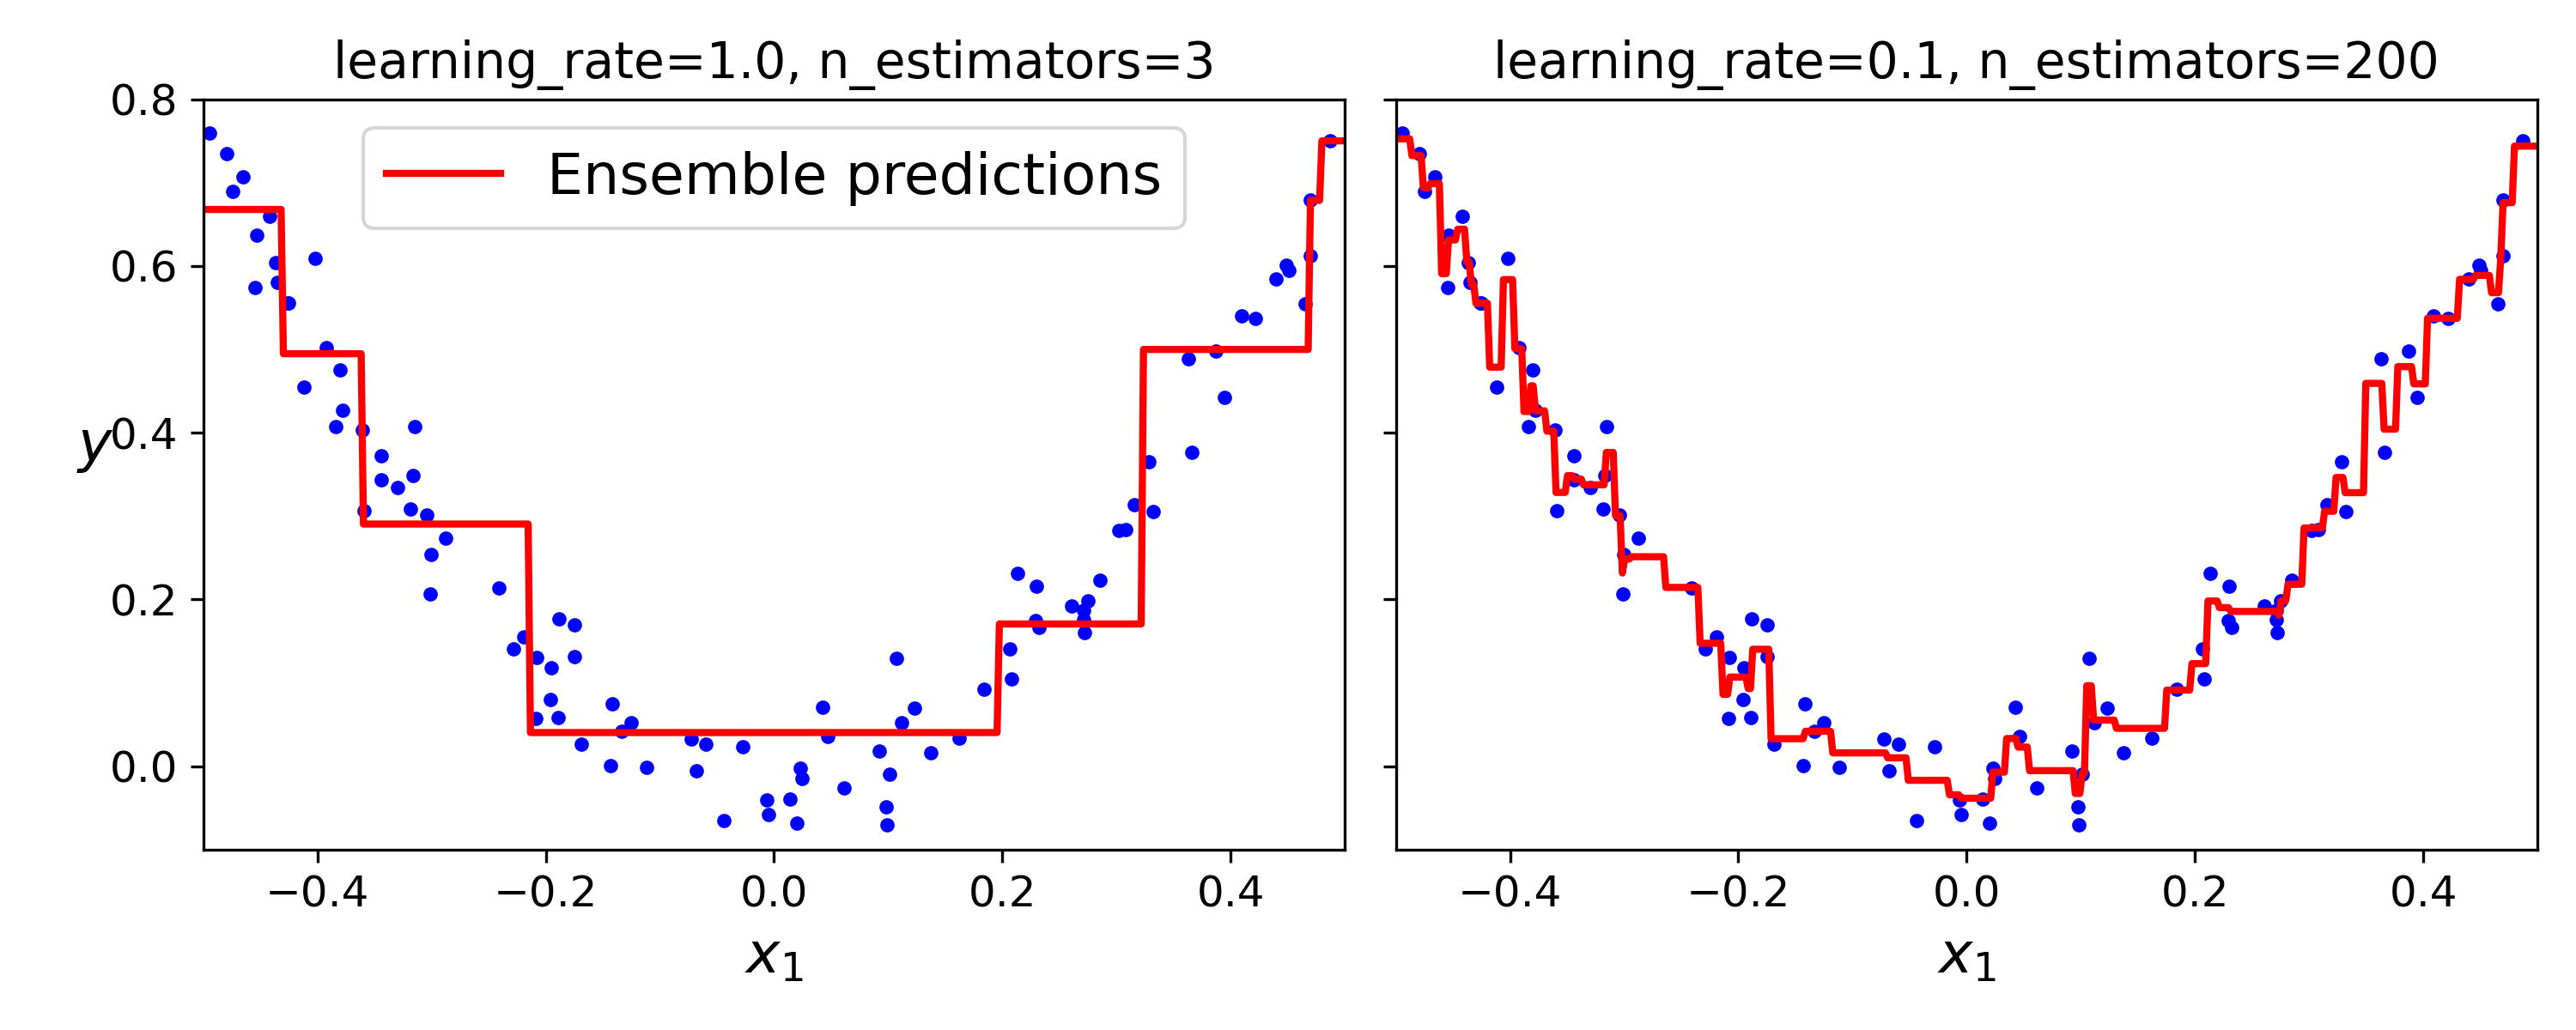 learning_rate=1.0, n_estimators=3
learning_rate=0.1, n_estimators=200
Ensemble predictions
0.8
0.6
0.4
0.2
0.0
y
−0.4 −0.2 0.0 0.2 0.4
−0.4 −0.2 0.0 0.2 0.4
x₁
x₁